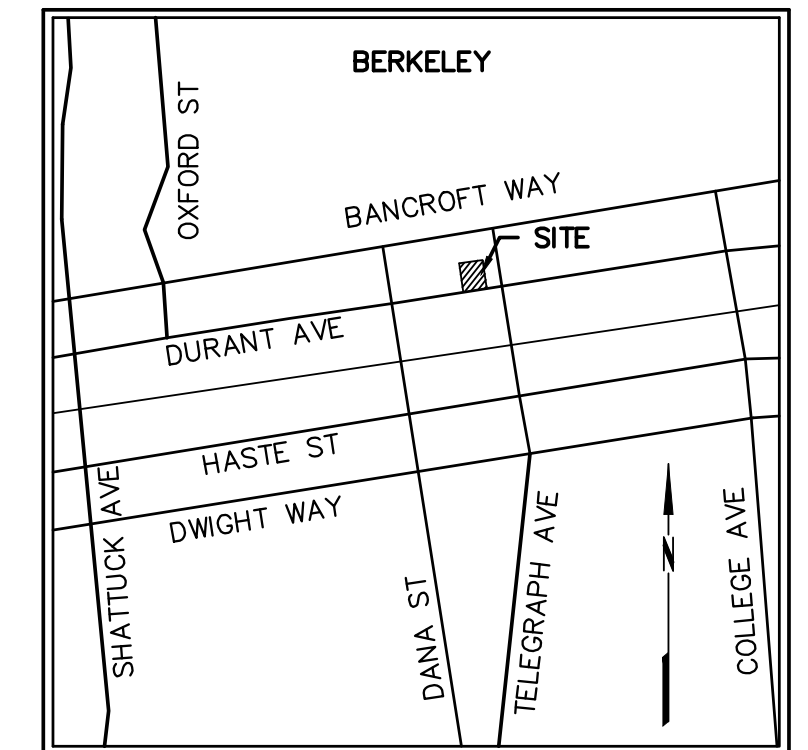 BERKELEY
OXFORD ST
BANCROFT WAY
SITE
DURANT AVE
HASTE ST
DWIGHT WAY
SHATTUCK AVE
DANA ST
TELEGRAPH AVE
N
COLLEGE AVE